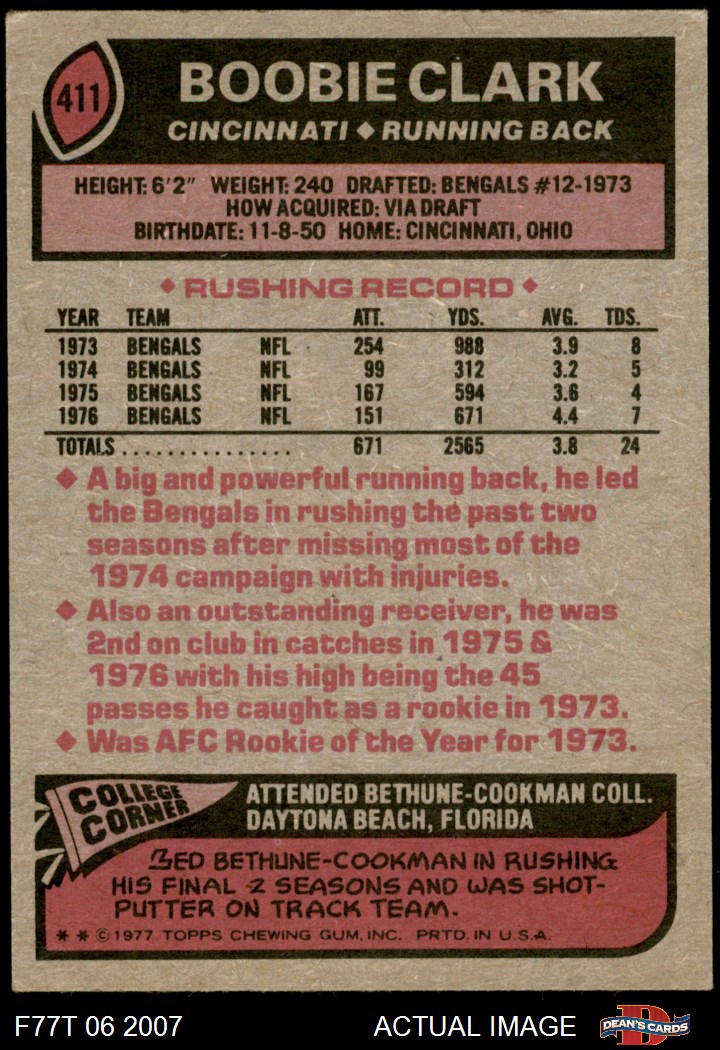 411
BOOBIE CLARK
CINCINNATI ◆ RUNNING BACK
HEIGHT: 6'2" WEIGHT: 240 DRAFTED: BENGALS #12-1973
HOW ACQUIRED: VIA DRAFT
BIRTHDATE: 11-8-50 HOME: CINCINNATI, OHIO
◆ RUSHING RECORD ◆
YEAR TEAM ATT. YDS. AVG. TDS.
1973 BENGALS NFL 254 988 3.9 8
1974 BENGALS NFL 99 312 3.2 5
1975 BENGALS NFL 167 594 3.6 4
1976 BENGALS NFL 151 671 4.4 7
TOTALS ............... 671 2565 3.8 24
◆ A big and powerful running back, he led
the Bengals in rushing the past two
seasons after missing most of the
1974 campaign with injuries.
◆ Also an outstanding receiver, he was
2nd on club in catches in 1975 &
1976 with his high being the 45
passes he caught as a rookie in 1973.
◆ Was AFC Rookie of the Year for 1973.
COLLEGE
CORNER
ATTENDED BETHUNE-COOKMAN COLL.
DAYTONA BEACH, FLORIDA
LED BETHUNE-COOKMAN IN RUSHING
HIS FINAL 2 SEASONS AND WAS SHOT-
PUTTER ON TRACK TEAM.
* * © 1977 TOPPS CHEWING GUM, INC. PRTD. IN U.S.A.
F77T 06 2007 ACTUAL IMAGE
D
DEAN'S CARDS